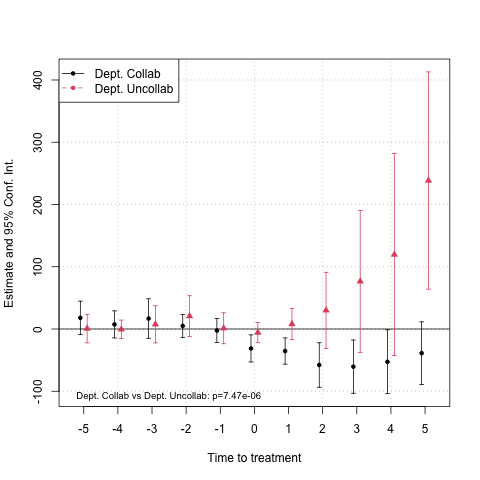 Dept. Collab
Dept. Uncollab
Estimate and 95% Conf. Int.
400
300
200
100
0
-100
Dept. Collab vs Dept. Uncollab: p=7.47e-06
-5 -4 -3 -2 -1 0 1 2 3 4 5
Time to treatment